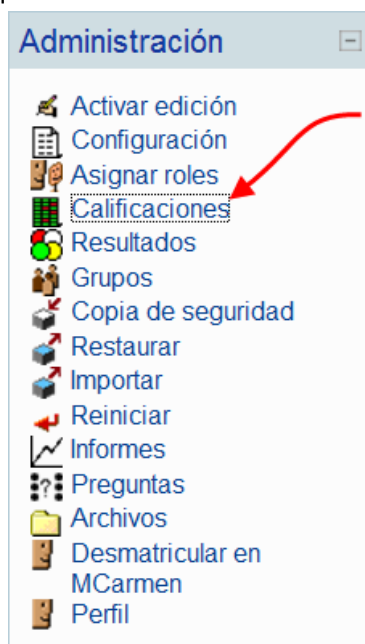 Administración
Activar edición
Configuración
Asignar roles
Calificaciones
Resultados
Grupos
Copia de seguridad
Restaurar
Importar
Reiniciar
Informes
Preguntas
Archivos
Desmatricular en
MCarmen
Perfil